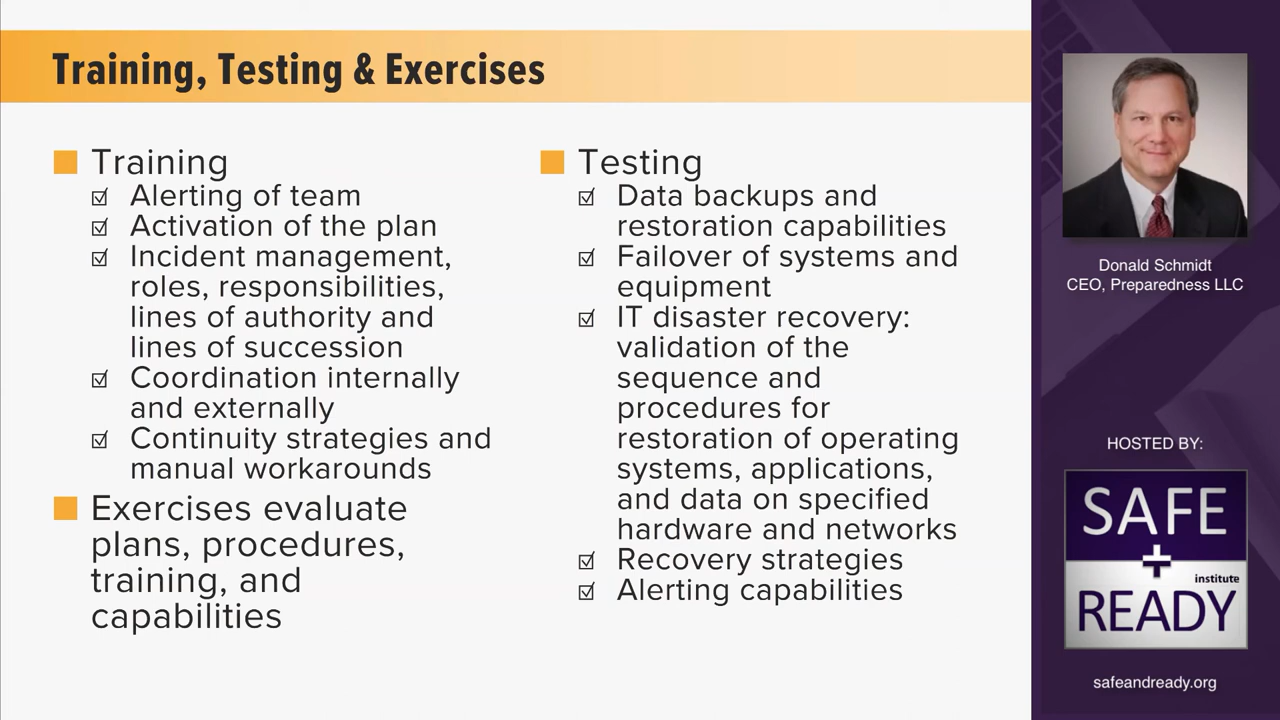 Training, Testing & Exercises
Training
Alerting of team
Activation of the plan
Incident management,
roles, responsibilities,
lines of authority and
lines of succession
Coordination internally
and externally
Continuity strategies and
manual workarounds
Exercises evaluate
plans, procedures,
training, and
capabilities
Testing
Data backups and
restoration capabilities
Failover of systems and
equipment
IT disaster recovery:
validation of the
sequence and
procedures for
restoration of operating
systems, applications,
and data on specified
hardware and networks
Recovery strategies
Alerting capabilities
Donald Schmidt
CEO, Preparedness LLC
HOSTED BY:
SAFE
institute
READY
safeandready.org